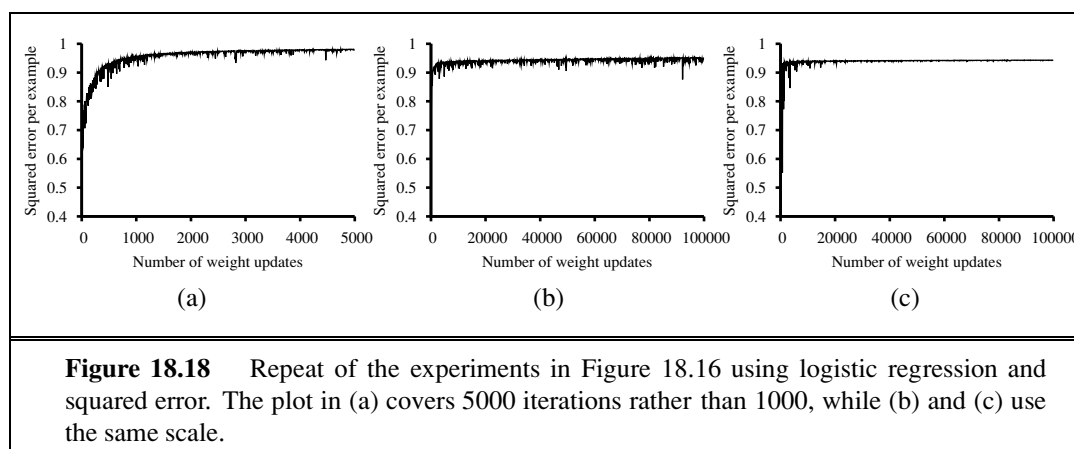 Squared error per example
1
0.9
0.8
0.7
0.6
0.5
0.4
0 1000 2000 3000 4000 5000
Number of weight updates
(a)
Squared error per example
1
0.9
0.8
0.7
0.6
0.5
0.4
0 20000 40000 60000 80000 100000
Number of weight updates
(b)
Squared error per example
1
0.9
0.8
0.7
0.6
0.5
0.4
0 20000 40000 60000 80000 100000
Number of weight updates
(c)
Figure 18.18 Repeat of the experiments in Figure 18.16 using logistic regression and
squared error. The plot in (a) covers 5000 iterations rather than 1000, while (b) and (c) use
the same scale.